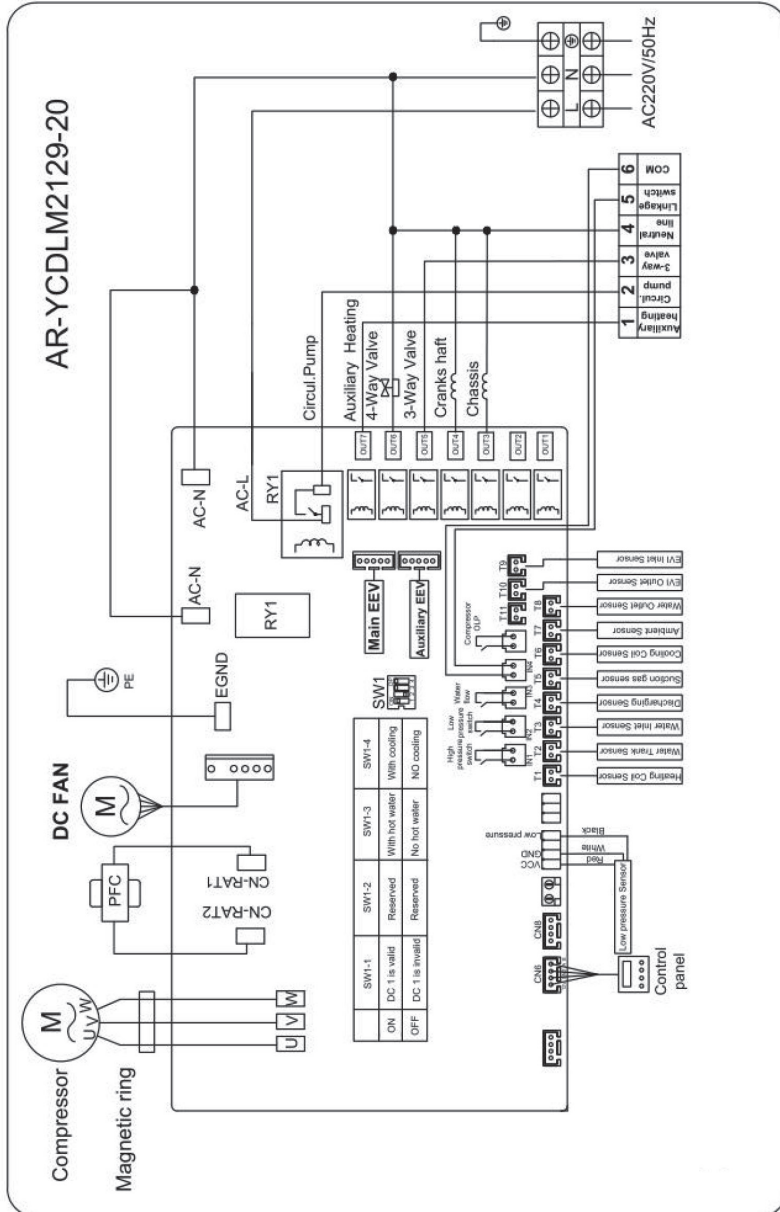 AR-YCDLM2129-20
Compressor
M
U V W
Magnetic ring
U
V
W
PFC
CN-RAT2
CN-RAT1
DC FAN
M
PE
EGND
AC-N
AC-N
AC-L
RY1
RY1
Circul.Pump
Auxiliary Heating
4-Way Valve
3-Way Valve
Cranks haft
Chassis
OUT7
OUT6
OUT5
OUT4
OUT3
OUT2
OUT1
L
N
AC220V/50Hz
1
2
3
4
5
6
Auxiliary
heating
Circul.
pump
3-way
valve
Neutral
line
Linkage
switch
COM
Main EEV
Auxiliary EEV
SW1
SW1-1
SW1-2
SW1-3
SW1-4
ON
DC 1 is valid
Reserved
With hot water
With cooling
OFF
DC 1 is invalid
Reserved
No hot water
NO cooling
High
pressure
switch
Low
pressure
switch
Water
flow
Compressor
OLP
IN1
IN2
IN3
IN4
T1
T2
T3
T4
T5
T6
T7
T8
T11
T10
T9
Heating Coil Sensor
Water Trank Sensor
Water Inlet Sensor
Discharging Sensor
Suction gas sensor
Cooling Coil Sensor
Ambient Sensor
Water Outlet Sensor
EVI Outlet Sensor
EVI Inlet Sensor
CN6
CN8
VCC
GND
Low pressure
Red
White
Black
Low pressure Sensor
Control
panel